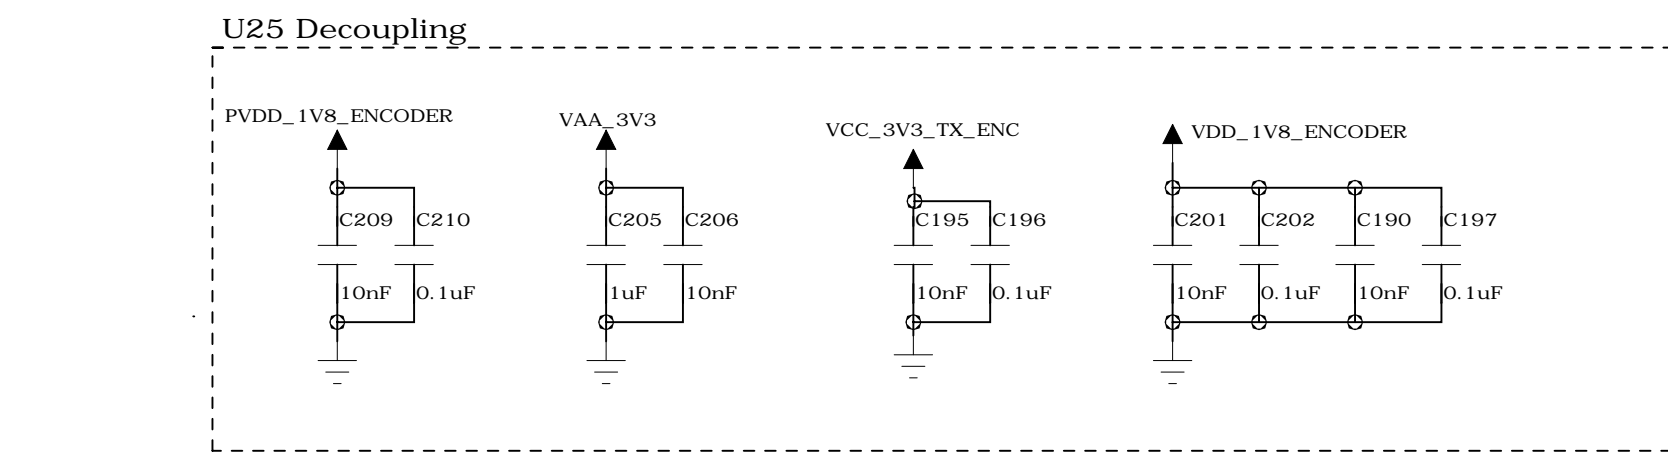 U25 Decoupling
PVDD_1V8_ENCODER
VAA_3V3
VCC_3V3_TX_ENC
VDD_1V8_ENCODER
C209 C210 C205 C206 C195 C196 C201 C202 C190 C197
10nF 0.1uF 1uF 10nF 10nF 0.1uF 10nF 0.1uF 10nF 0.1uF